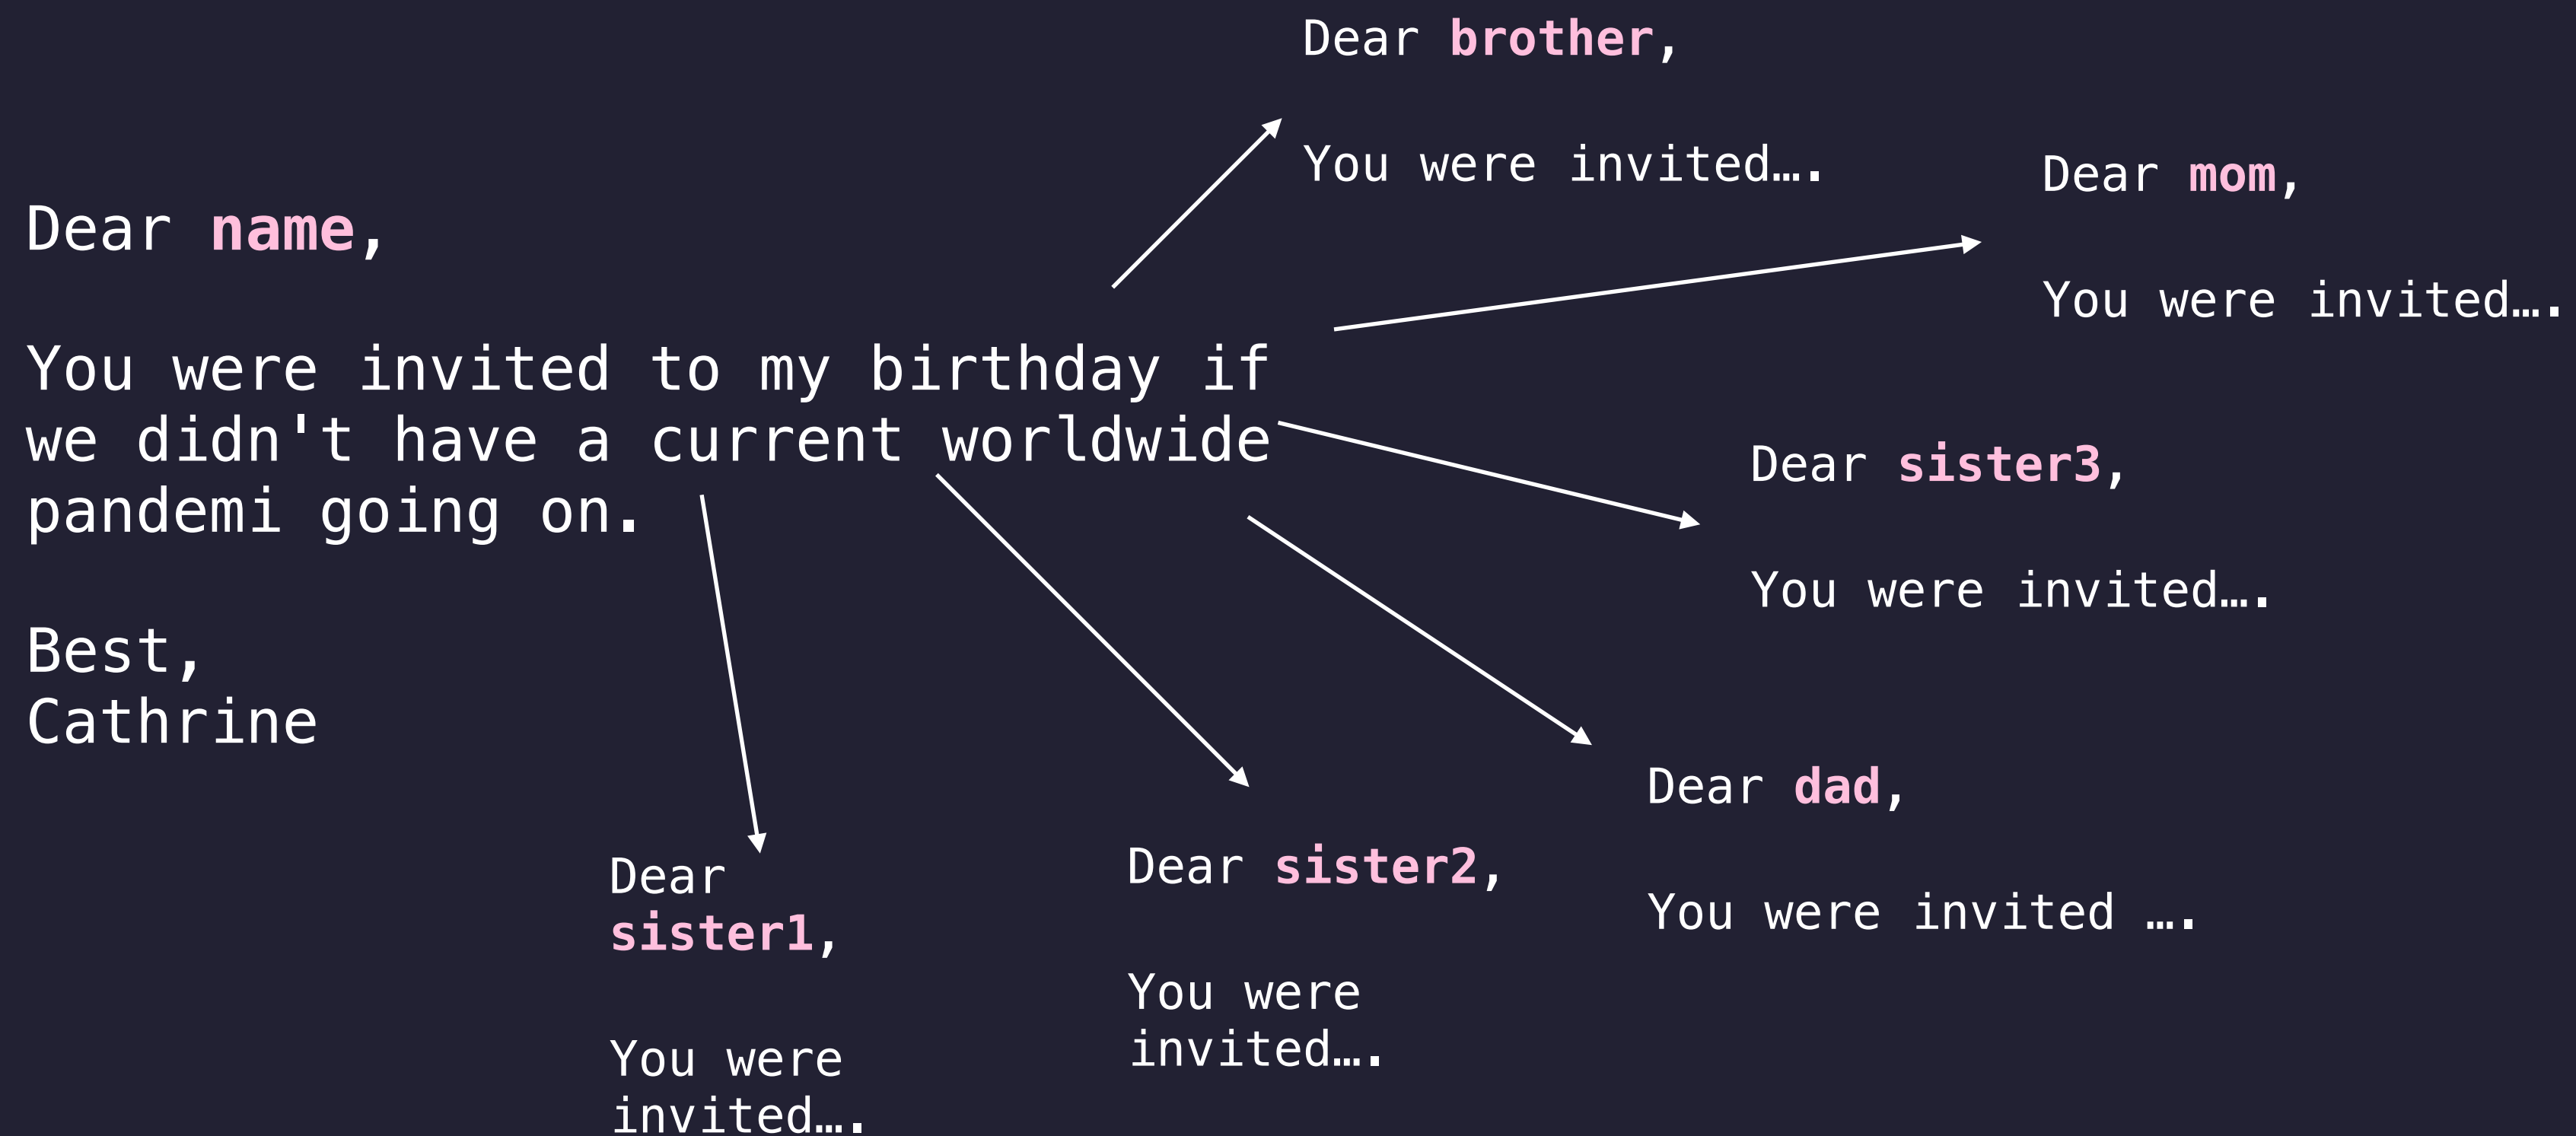 Dear name,
You were invited to my birthday if
we didn't have a current worldwide
pandemi going on.
Best,
Cathrine
Dear brother,
You were invited….
Dear mom,
You were invited….
Dear sister3,
You were invited….
Dear dad,
You were invited ….
Dear sister2,
You were
invited….
Dear
sister1,
You were
invited….